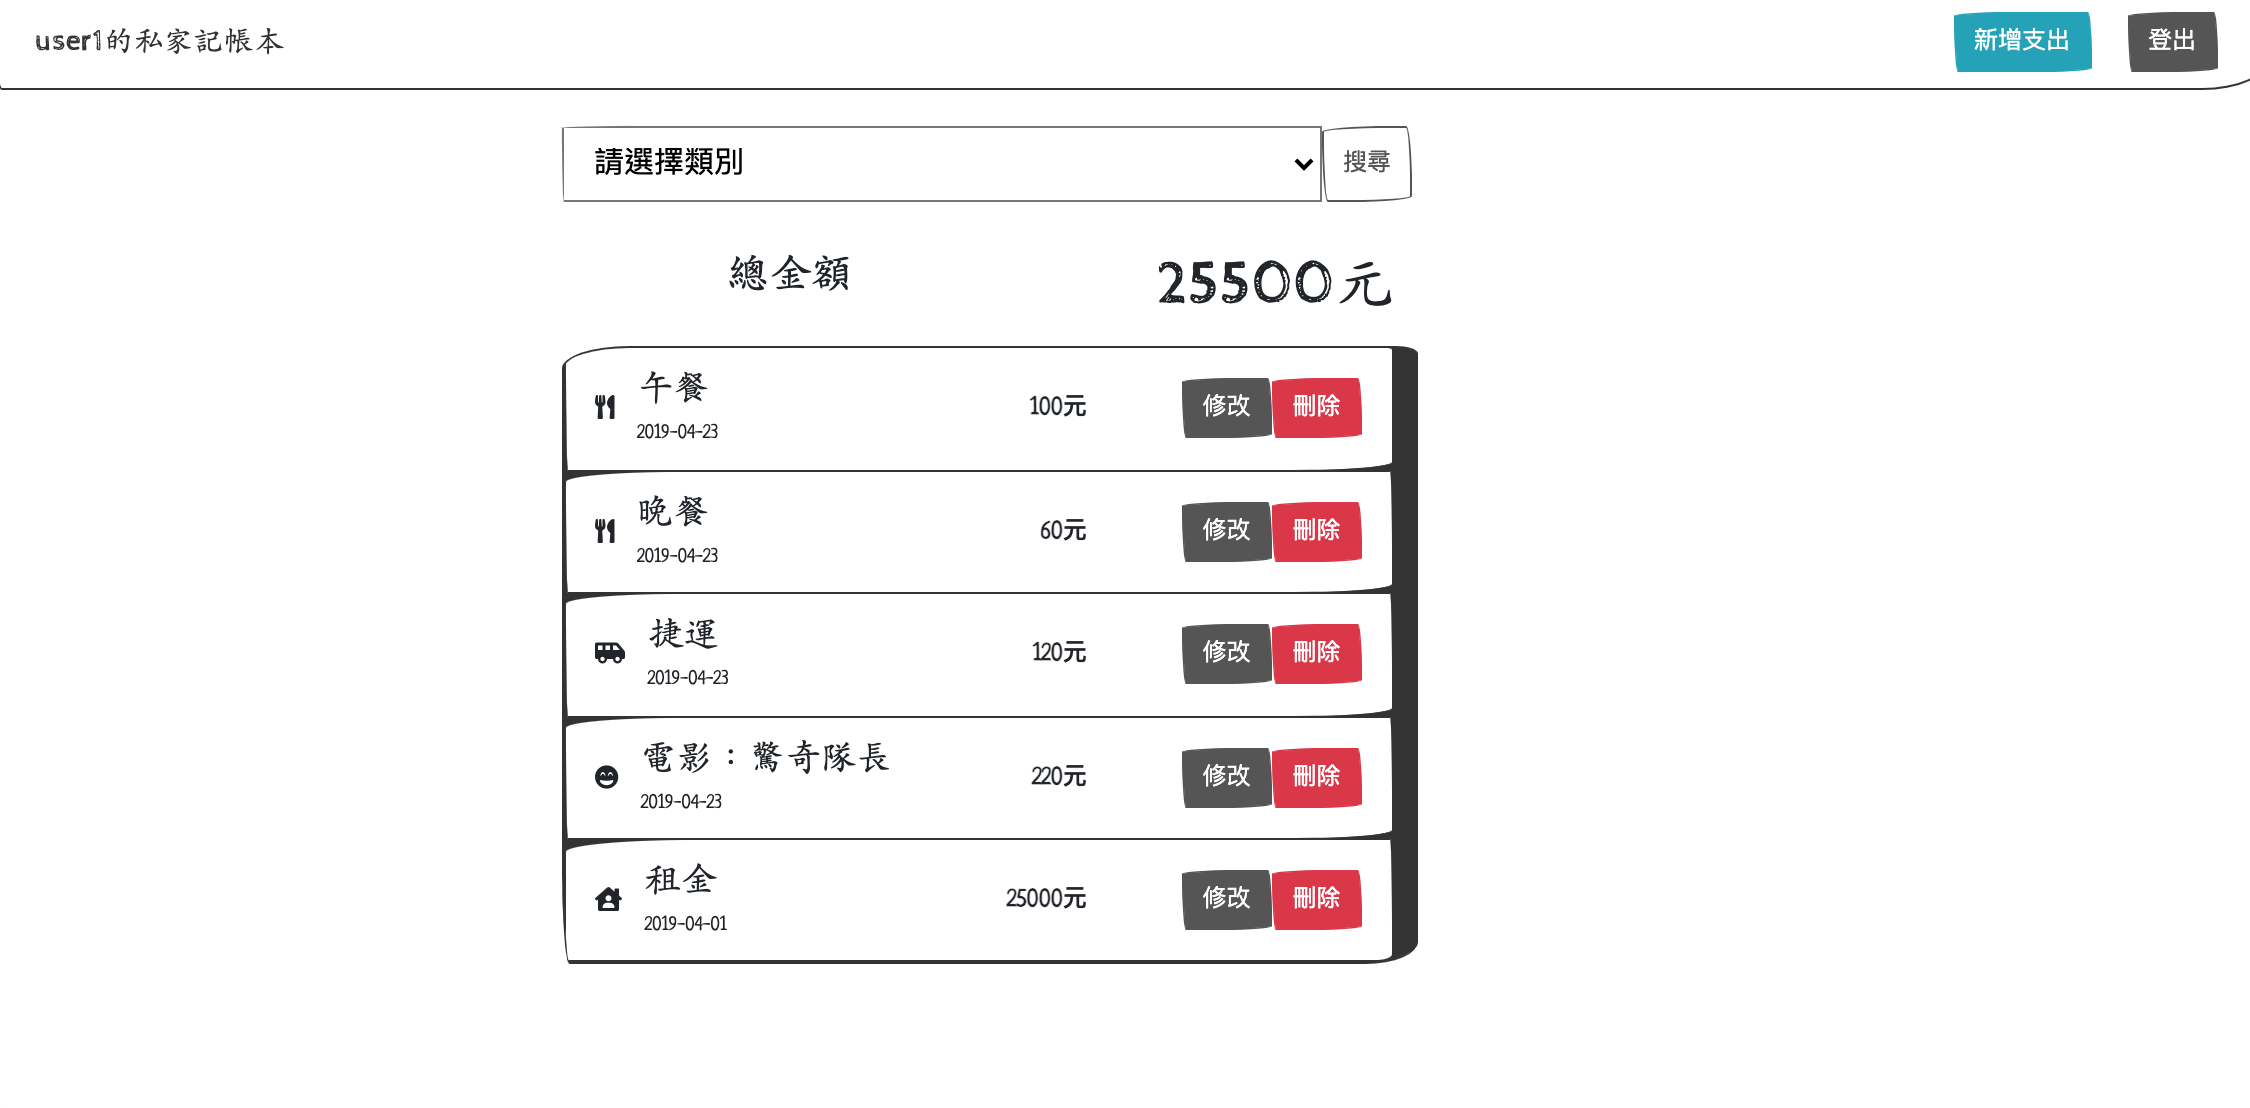 user1的私家記帳本
新增支出
登出
請選擇類別
搜尋
總金額
25500元
午餐
2019-04-23
100元
修改
刪除
晚餐
2019-04-23
60元
修改
刪除
捷運
2019-04-23
120元
修改
刪除
電影：驚奇隊長
2019-04-23
220元
修改
刪除
租金
2019-04-01
25000元
修改
刪除